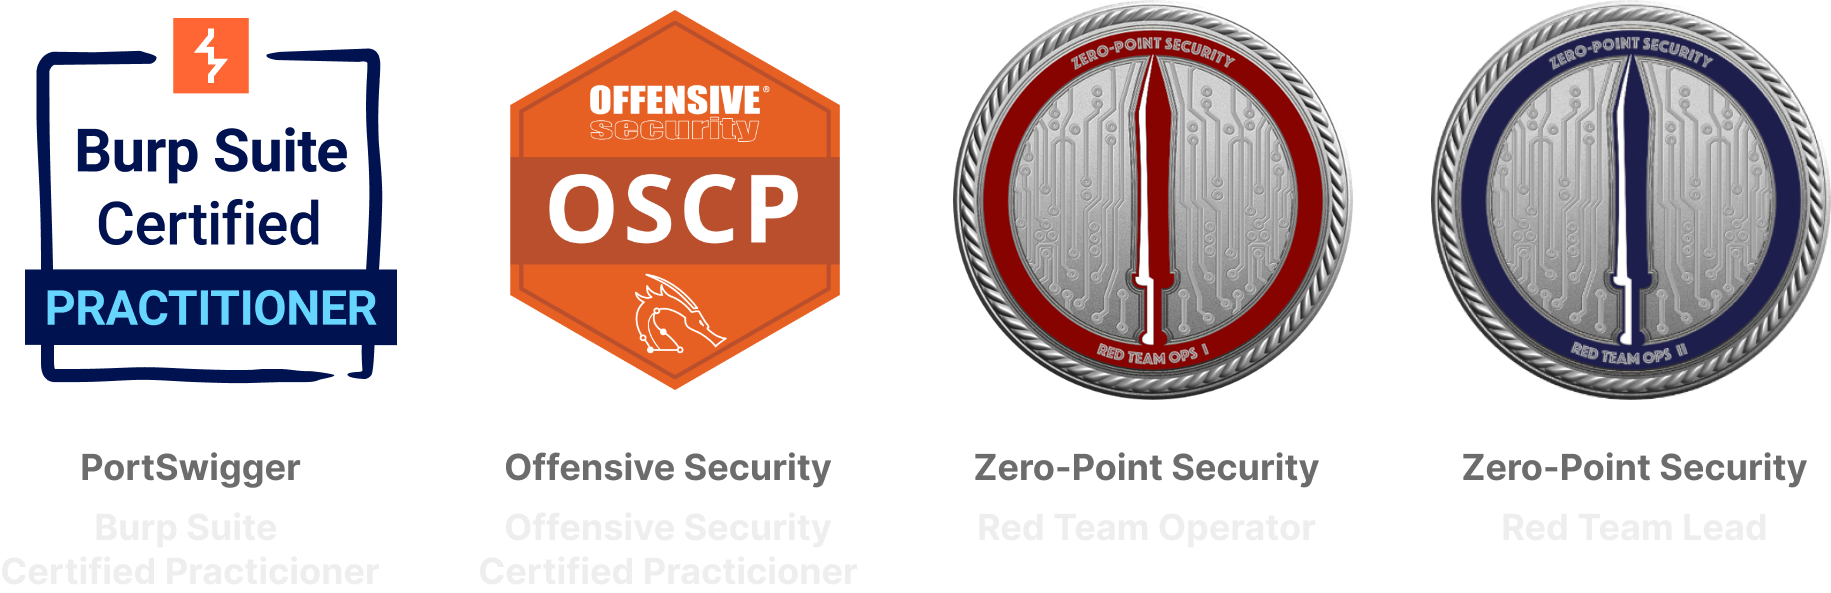 Burp Suite
Certified
PRACTITIONER
PortSwigger
Burp Suite
Certified Practicioner
OFFENSIVE®
security
OSCP
Offensive Security
Offensive Security
Certified Practicioner
ZERO-POINT SECURITY
RED TEAM OPS I
Zero-Point Security
Red Team Operator
ZERO-POINT SECURITY
RED TEAM OPS II
Zero-Point Security
Red Team Lead